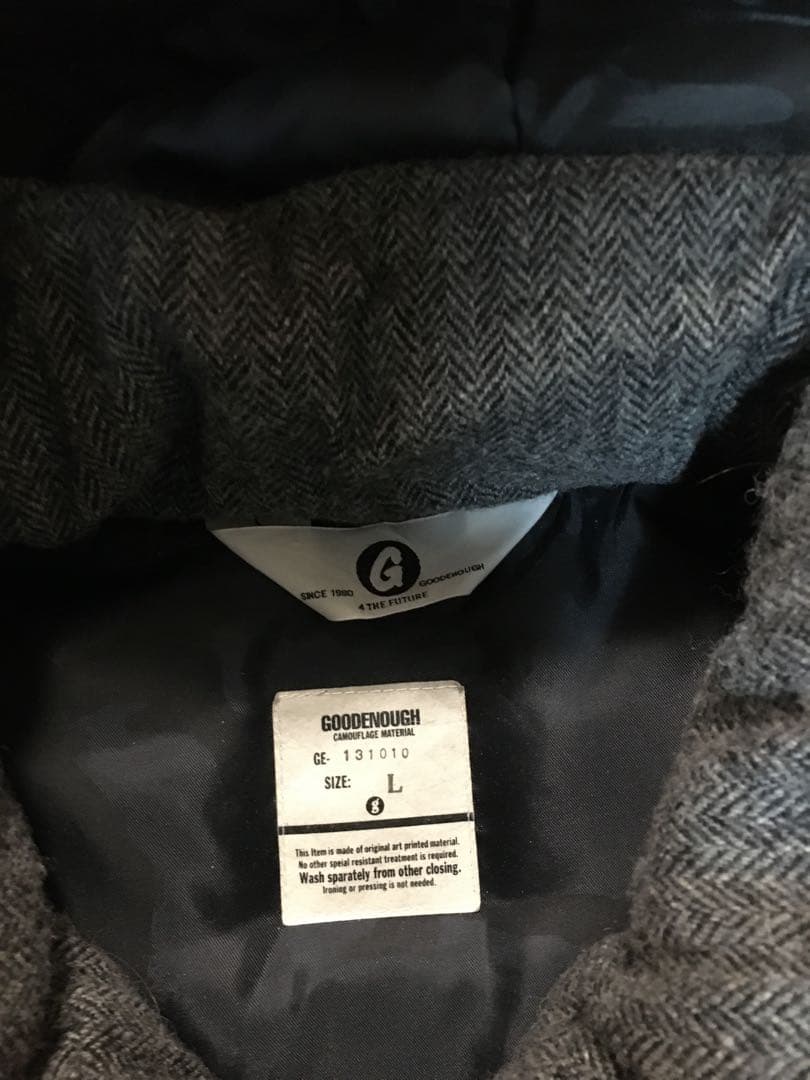 G
SINCE 1980 GOODENOUGH
4 THE FUTURE
GOODENOUGH
CAMOUFLAGE MATERIAL
GE- 131010
SIZE: L
g
This Item is made of original art printed material.
No other speial resistant treatment is required.
Wash sparately from other closing.
Ironing or pressing is not needed.